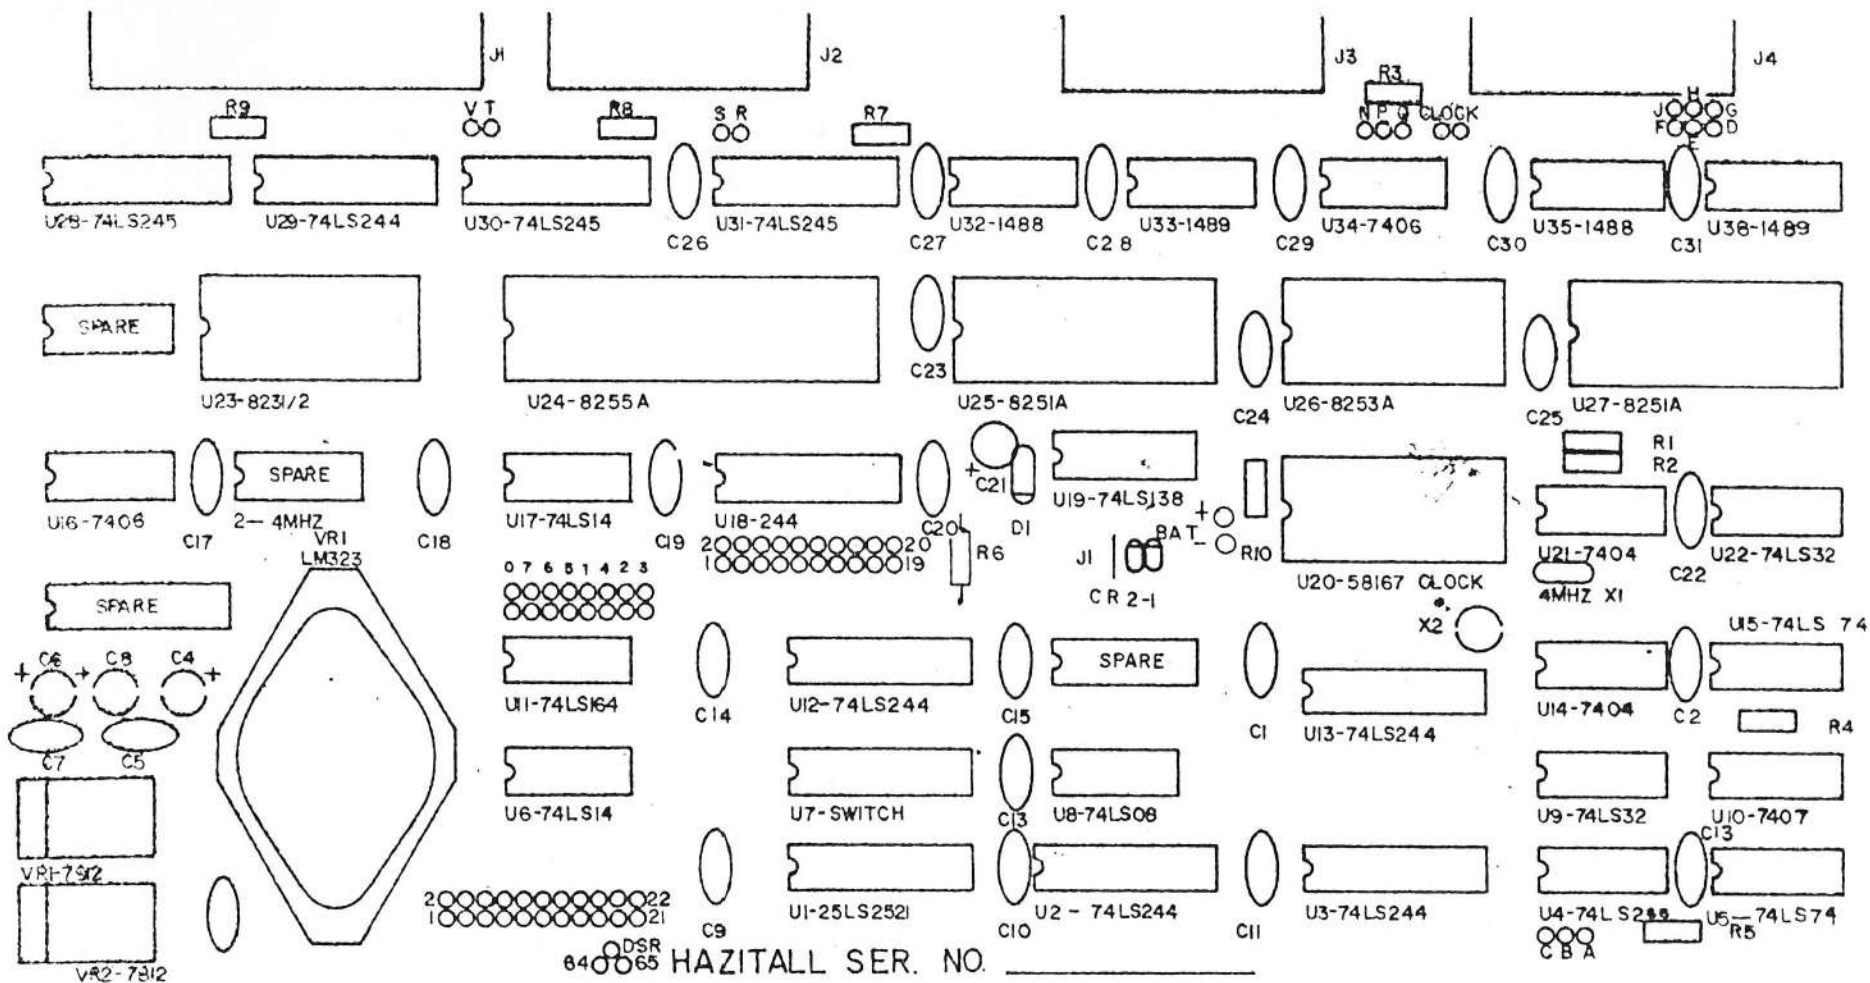 J1 J2 J3 J4
R9 V T R8 S R R7 R3 N P Q CLOCK J H G F E D
U28-74LS245 U29-74LS244 U30-74LS245 C26 U31-74LS245 C27 U32-1488 C28 U33-1489 C29 U34-7406 C30 U35-1488 C31 U36-1489
SPARE
U23-8231/2 U24-8255A C23 U25-8251A C24 U26-8253A C25 U27-8251A
R1
R2
SPARE
U16-7406 C17 2-4MHZ C18 U17-74LS14 C19 U18-244 C20 + C21 D1 U19-74LS138 + BAT - R10 U21-7404 C22 U22-74LS32
VR1
LM323
2 20
1 19
R6 J1 CR 2-1
U20-58167 CLOCK
4MHZ X1
0 7 6 5 1 4 2 3
SPARE
X2
U15-74LS 74
+ C6 + C8 C4 +
SPARE
U11-74LS164 C14 U12-74LS244 C15 C1 U13-74LS244 U14-7404 C2 R4
C7 C5
U6-74LS14 U7-SWITCH C13 U8-74LS08 U9-74LS32 U10-7407
C13
VR1-7912
2 22
1 21
C9 U1-25LS2521 C10 U2-74LS244 C11 U3-74LS244 U5-74LS74
R5
C B A
VR2-7812
DSR
64 65
HAZITALL SER. NO.